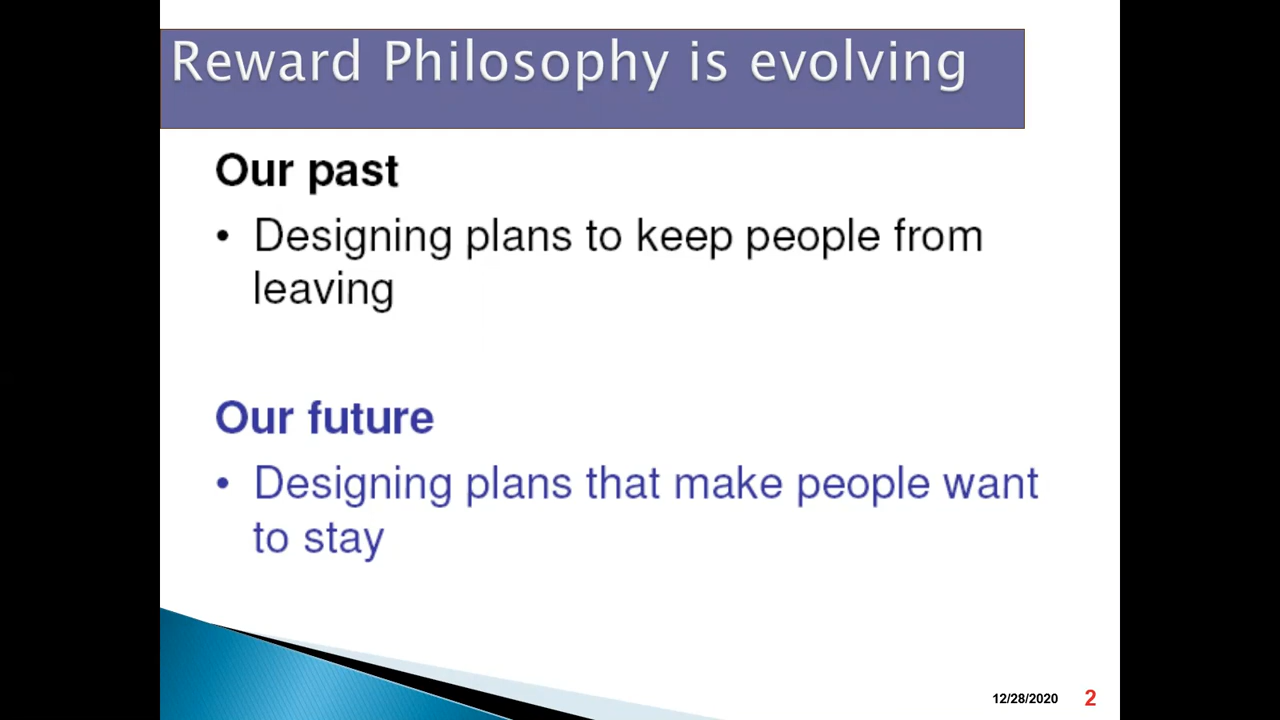 Reward Philosophy is evolving
Our past
• Designing plans to keep people from
leaving
Our future
• Designing plans that make people want
to stay
12/28/2020 2